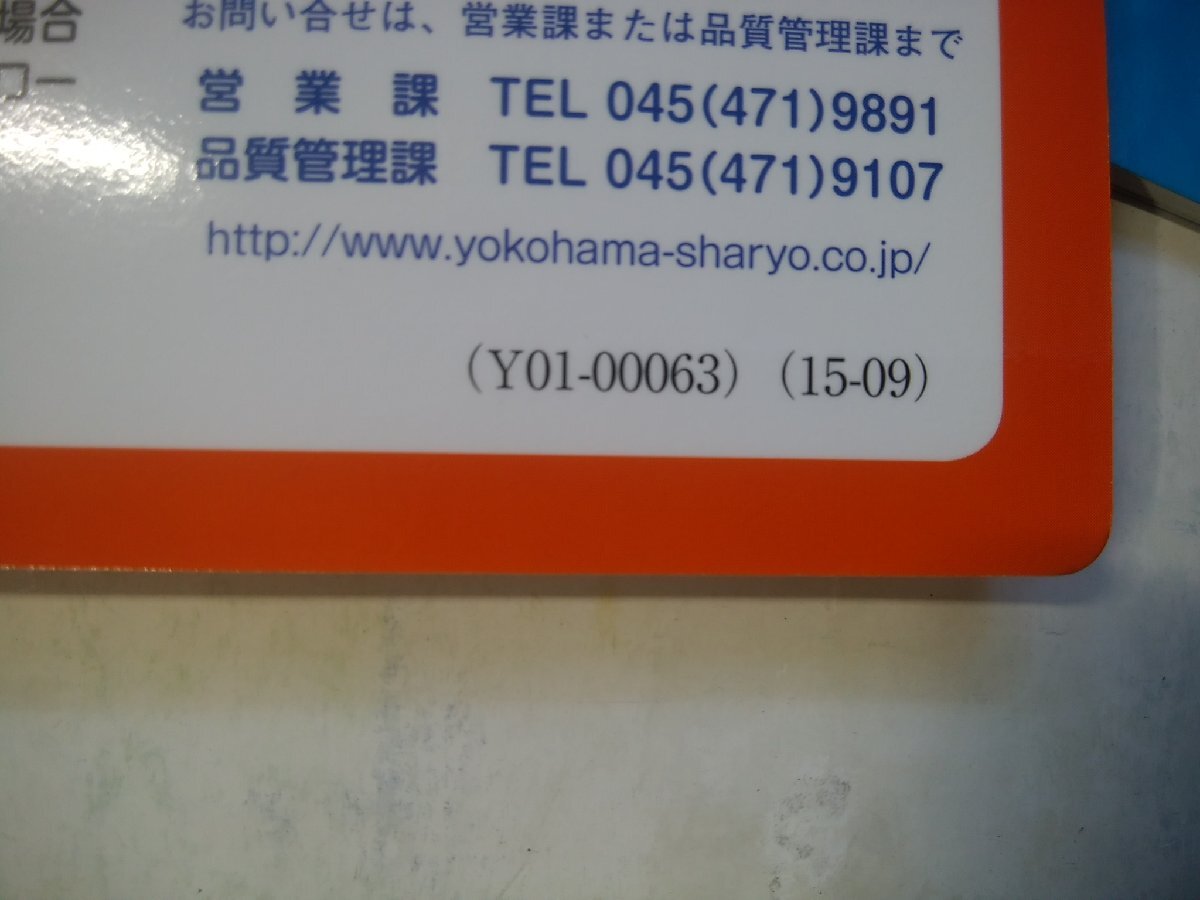 場合
お問い合せは、営業課または品質管理課まで
営業課 TEL 045(471)9891
品質管理課 TEL 045(471)9107
http://www.yokohama-sharyo.co.jp/
(Y01-00063) (15-09)